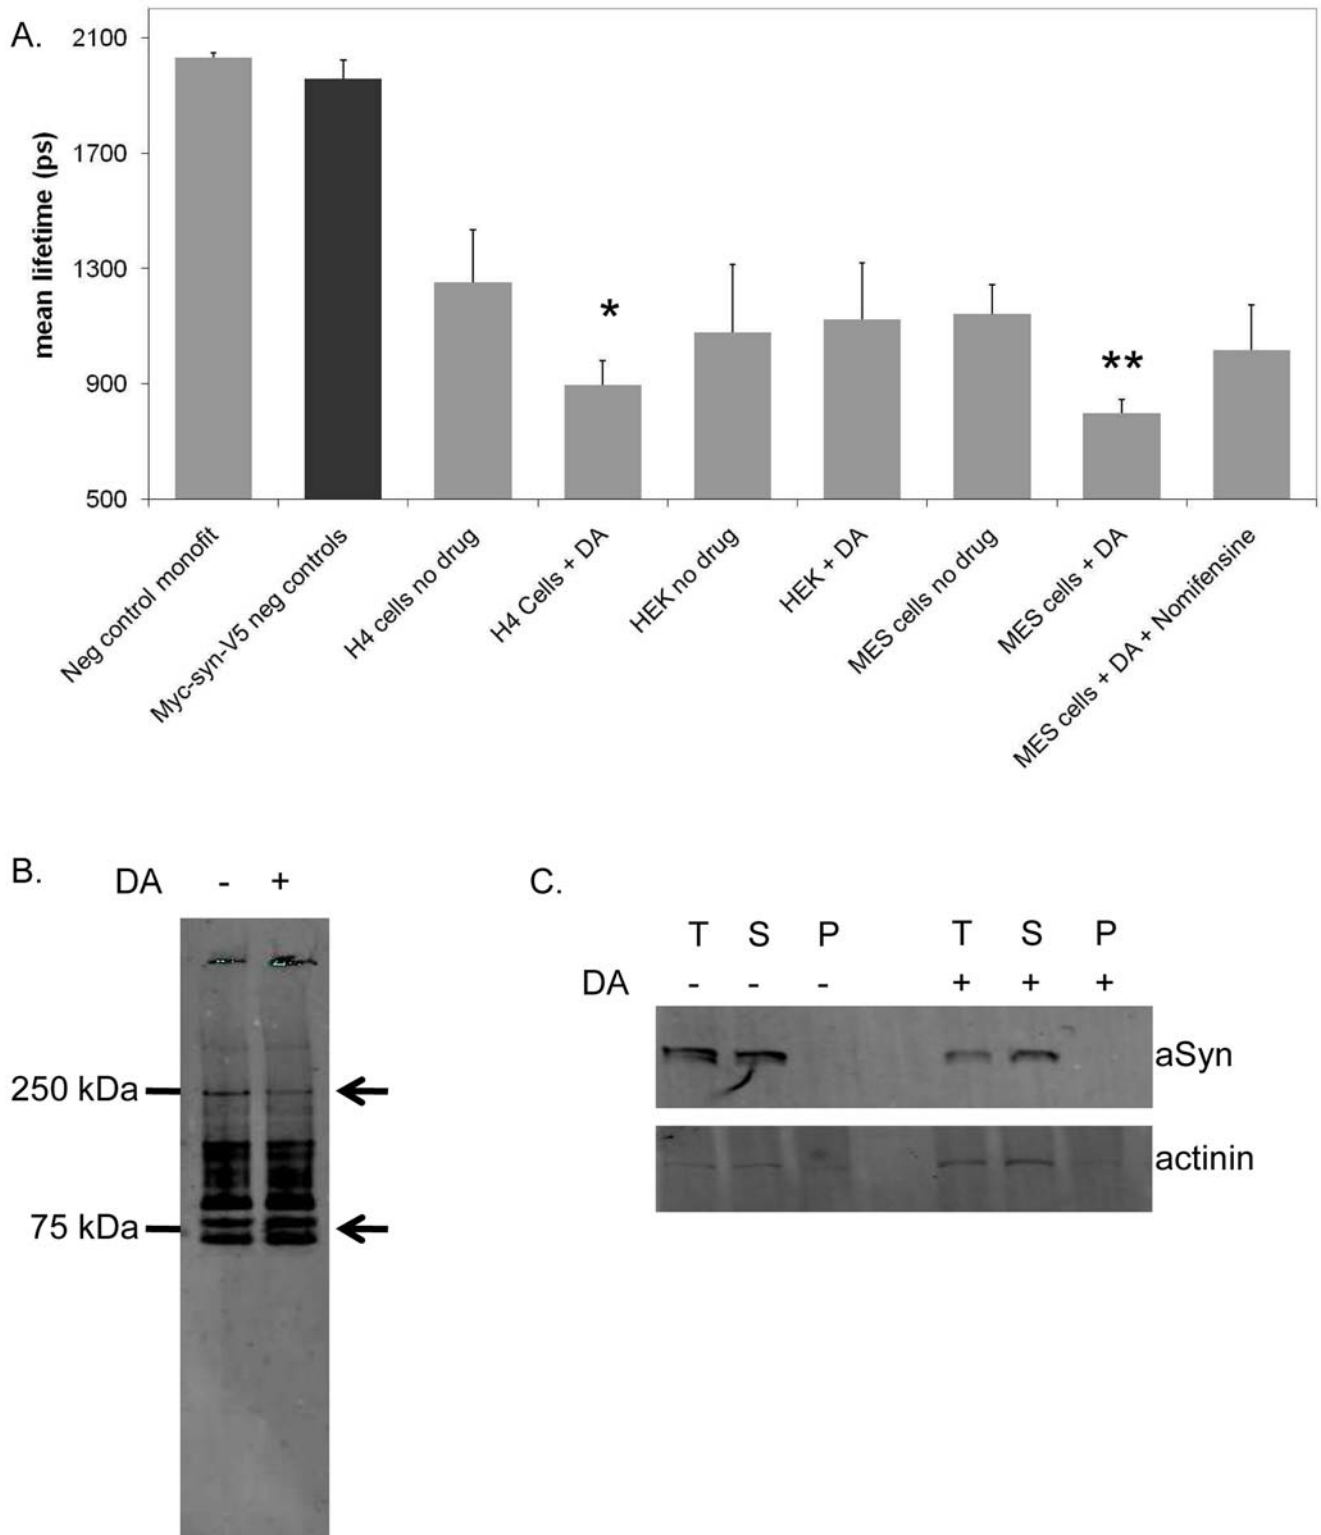 A.
mean lifetime (ps)
2100
1700
1300
900
500
*
**
Neg control monofit
Myc-syn-V5 neg controls
H4 cells no drug
H4 Cells + DA
HEK no drug
HEK + DA
MES cells no drug
MES cells + DA
MES cells + DA + Nomifensine
B.
DA - +
250 kDa
75 kDa
C.
T S P T S P
DA - - - + + +
aSyn
actinin